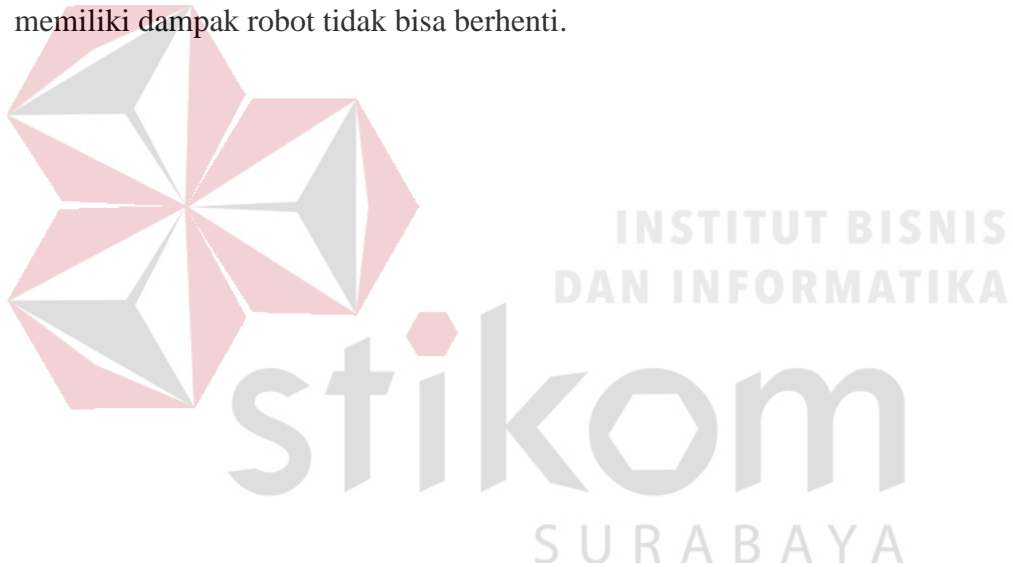 memiliki dampak robot tidak bisa berhenti.
INSTITUT BISNIS
DAN INFORMATIKA
stikom
SURABAYA